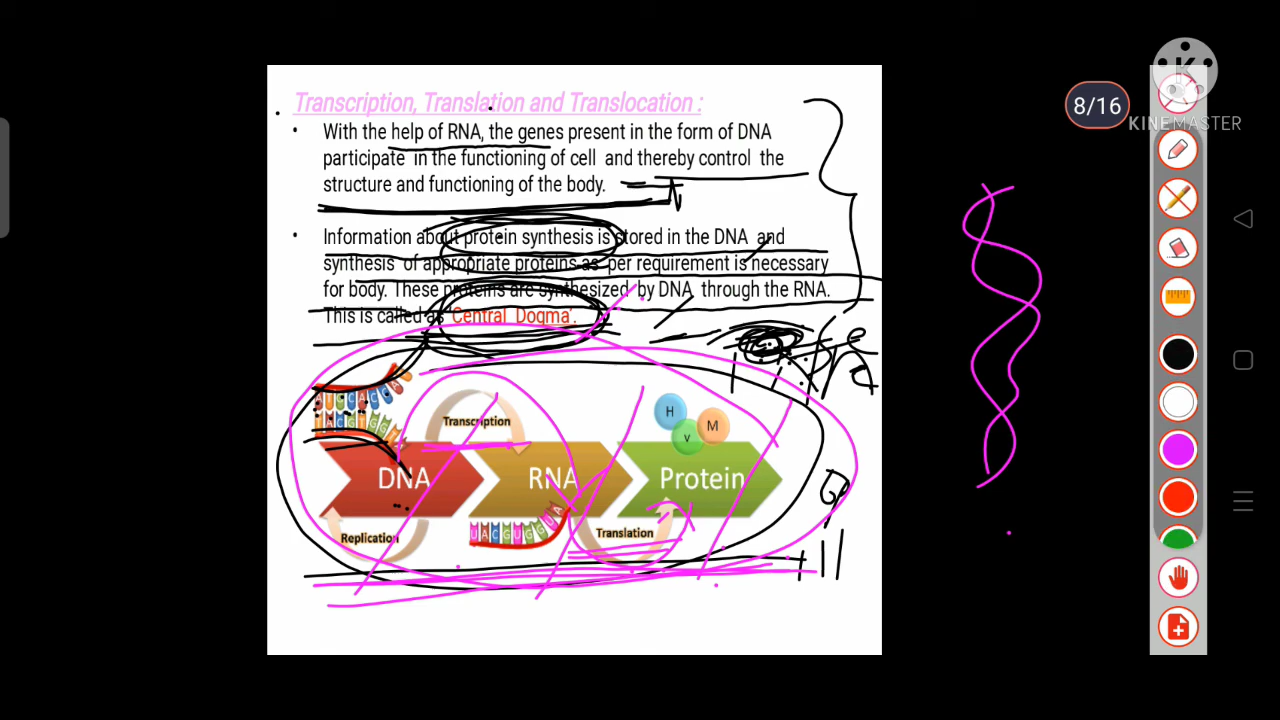 Transcription, Translation and Translocation :
• With the help of RNA, the genes present in the form of DNA
participate in the functioning of cell and thereby control the
structure and functioning of the body.
• Information about protein synthesis is stored in the DNA and
synthesis of appropriate proteins as per requirement is necessary
for body. These proteins are synthesized by DNA through the RNA.
This is called as 'Central Dogma'.
8/16
K
KINEMASTER
Transcription
H
M
V
DNA
RNA
Protein
Replication
Translation